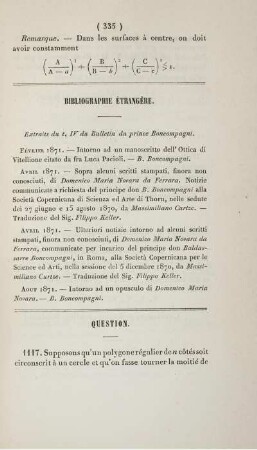 ( 335 )
Remarque. — Dans les surfaces à centre, on doit
avoir constamment
(A/(A — a))² + (B/(B — b))² + (C/(C — c))² ≤ 1.
BIBLIOGRAPHIE ÉTRANGÈRE.
Extraits du t. IV du Bulletin du prince Boncompagni.
Février 1871. — Intorno ad un manoscritto dell' Ottica di
Vitellione citato da fra Luca Pacioli. — B. Boncompagni.
Avril 1871. — Sopra alcuni scritti stampati, finora non
conosciuti, di Domenico Maria Novara da Ferrara. Notizie
communicate a richiesta del principe don B. Boncompagni alla
Società Copernicana di Scienza ed Arte di Thorn, nelle sedute
dei 27 giugno e 15 agosto 1870, da Massimiliano Curtze. —
Traduzione del Sig. Filippo Keller.
Avril 1871. — Ulteriori notizie intorno ad alcuni scritti
stampati, finora non conosciuti, di Domenico Maria Novara da
Ferrara, communicate per incarico del principe don Baldas-
sarre Boncompagni, in Roma, alla Società Copernicana per le
Scienze ed Arti, nella sessione del 5 dicembre 1870, da Massi-
miliano Curtze. — Traduzione del Sig. Filippo Keller.
Aout 1871. — Intorno ad un opusculo di Domenico Maria
Novara. — B. Boncompagni.
QUESTION.
1117. Supposons qu'un polygone régulier de n côtés soit
circonscrit à un cercle et qu'on fasse tourner la moitié de